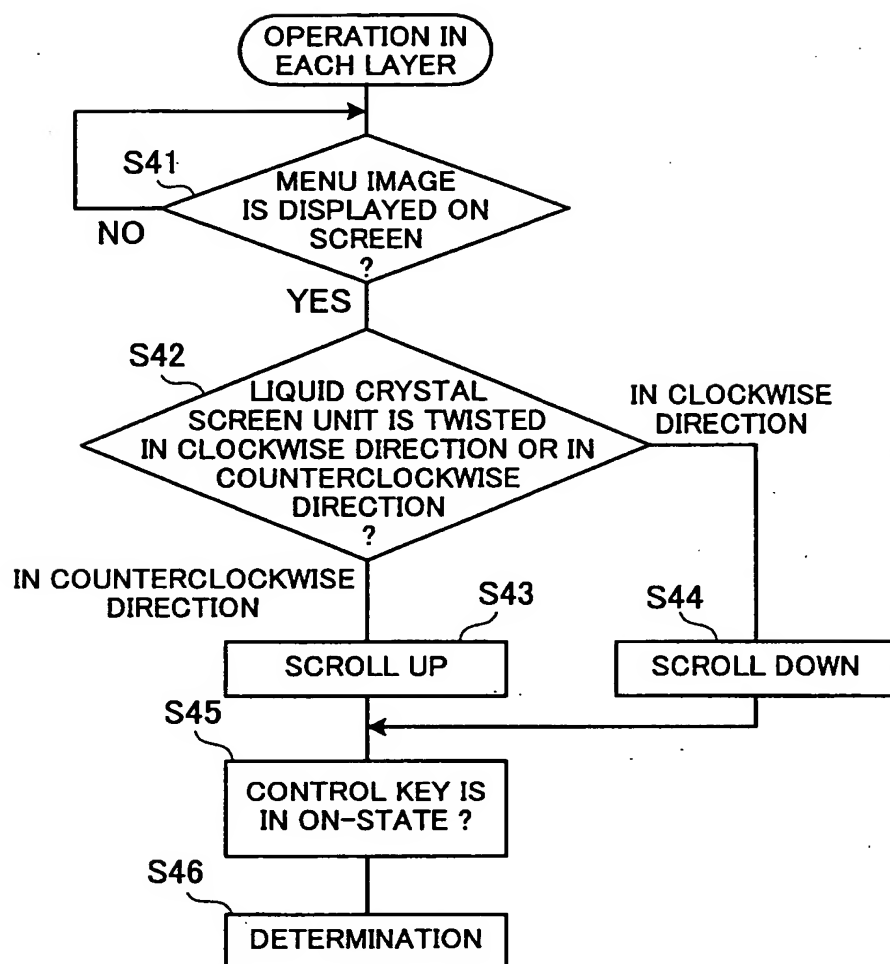 OPERATION IN
EACH LAYER
S41
MENU IMAGE
IS DISPLAYED ON
SCREEN
?
NO
YES
S42
LIQUID CRYSTAL
SCREEN UNIT IS TWISTED
IN CLOCKWISE DIRECTION OR IN
COUNTERCLOCKWISE
DIRECTION
?
IN CLOCKWISE
DIRECTION
IN COUNTERCLOCKWISE
DIRECTION
S43
SCROLL UP
S44
SCROLL DOWN
S45
CONTROL KEY IS
IN ON-STATE ?
S46
DETERMINATION